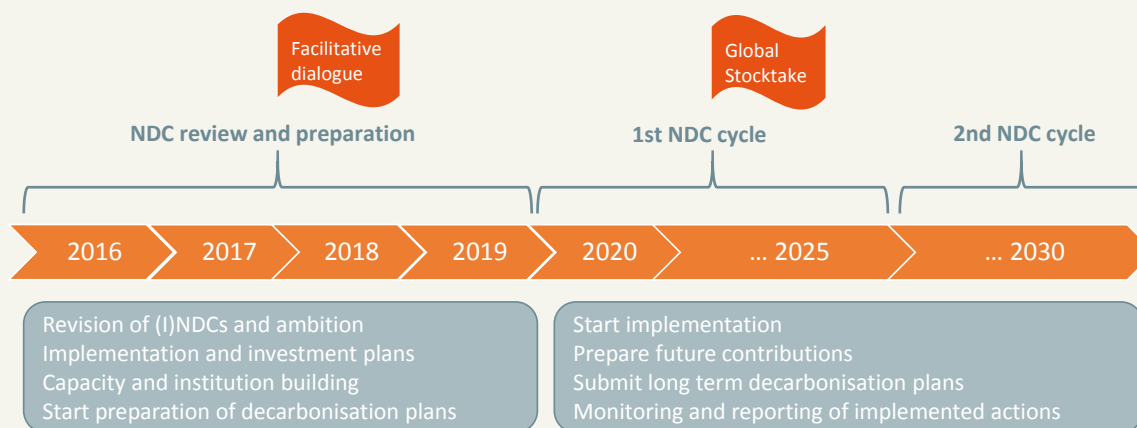 Facilitative
dialogue
Global
Stocktake
NDC review and preparation
1st NDC cycle
2nd NDC cycle
2016
2017
2018
2019
2020
... 2025
... 2030
Revision of (I)NDCs and ambition
Implementation and investment plans
Capacity and institution building
Start preparation of decarbonisation plans
Start implementation
Prepare future contributions
Submit long term decarbonisation plans
Monitoring and reporting of implemented actions